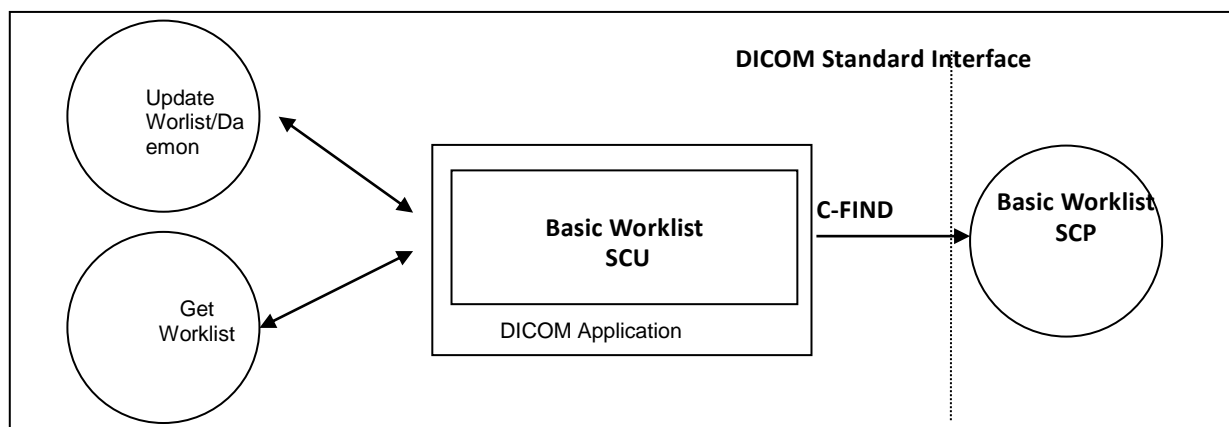 DICOM Standard Interface
Update
Worlist/Da
emon
Basic Worklist
SCU
DICOM Application
C-FIND
Basic Worklist
SCP
Get
Worklist